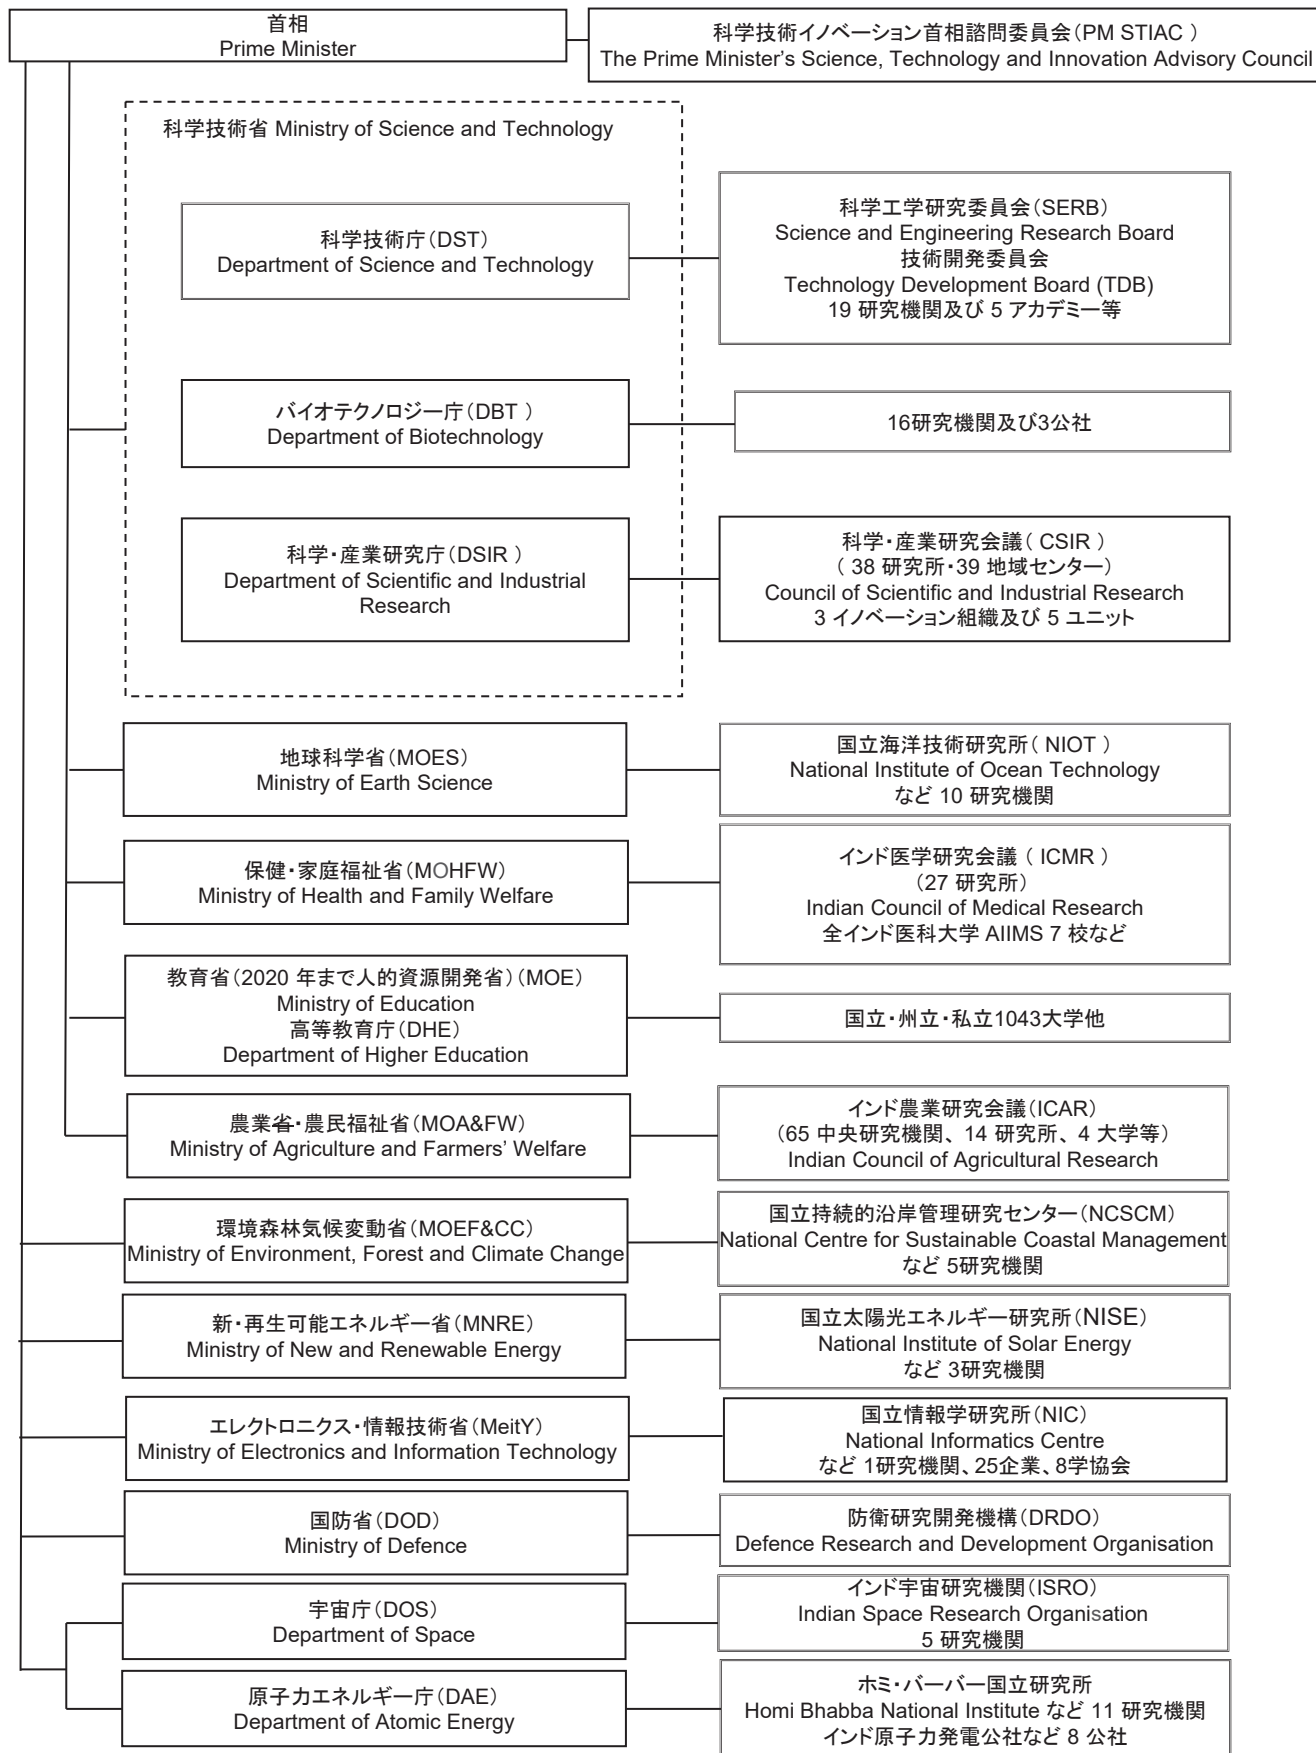 首相
Prime Minister
科学技術イノベーション首相諮問委員会(PM STIAC )
The Prime Minister's Science, Technology and Innovation Advisory Council
科学技術省 Ministry of Science and Technology
科学技術庁(DST)
Department of Science and Technology
科学工学研究委員会(SERB)
Science and Engineering Research Board
技術開発委員会
Technology Development Board (TDB)
19 研究機関及び 5 アカデミー等
バイオテクノロジー庁(DBT )
Department of Biotechnology
16研究機関及び3公社
科学・産業研究庁(DSIR )
Department of Scientific and Industrial
Research
科学・産業研究会議( CSIR )
( 38 研究所・39 地域センター)
Council of Scientific and Industrial Research
3 イノベーション組織及び 5 ユニット
地球科学省(MOES)
Ministry of Earth Science
国立海洋技術研究所( NIOT )
National Institute of Ocean Technology
など 10 研究機関
保健・家庭福祉省(MOHFW)
Ministry of Health and Family Welfare
インド医学研究会議 ( ICMR )
(27 研究所)
Indian Council of Medical Research
全インド医科大学 AIIMS 7 校など
教育省(2020 年まで人的資源開発省)(MOE)
Ministry of Education
高等教育庁(DHE)
Department of Higher Education
国立・州立・私立1043大学他
農業省・農民福祉省(MOA&FW)
Ministry of Agriculture and Farmers' Welfare
インド農業研究会議(ICAR)
(65 中央研究機関、 14 研究所、 4 大学等)
Indian Council of Agricultural Research
環境森林気候変動省(MOEF&CC)
Ministry of Environment, Forest and Climate Change
国立持続的沿岸管理研究センター(NCSCM)
National Centre for Sustainable Coastal Management
など 5研究機関
新・再生可能エネルギー省(MNRE)
Ministry of New and Renewable Energy
国立太陽光エネルギー研究所(NISE)
National Institute of Solar Energy
など 3研究機関
エレクトロニクス・情報技術省(MeitY)
Ministry of Electronics and Information Technology
国立情報学研究所(NIC)
National Informatics Centre
など 1研究機関、25企業、8学協会
国防省(DOD)
Ministry of Defence
防衛研究開発機構(DRDO)
Defence Research and Development Organisation
宇宙庁(DOS)
Department of Space
インド宇宙研究機関(ISRO)
Indian Space Research Organisation
5 研究機関
原子力エネルギー庁(DAE)
Department of Atomic Energy
ホミ・バーバー国立研究所
Homi Bhabba National Institute など 11 研究機関
インド原子力発電公社など 8 公社